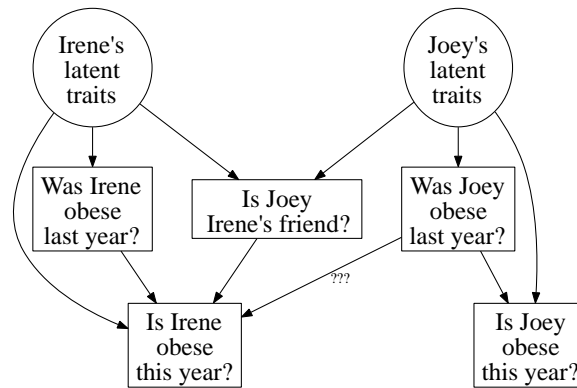 Irene's
latent
traits
Joey's
latent
traits
Was Irene
obese
last year?
Is Joey
Irene's friend?
Was Joey
obese
last year?
???
Is Irene
obese
this year?
Is Joey
obese
this year?